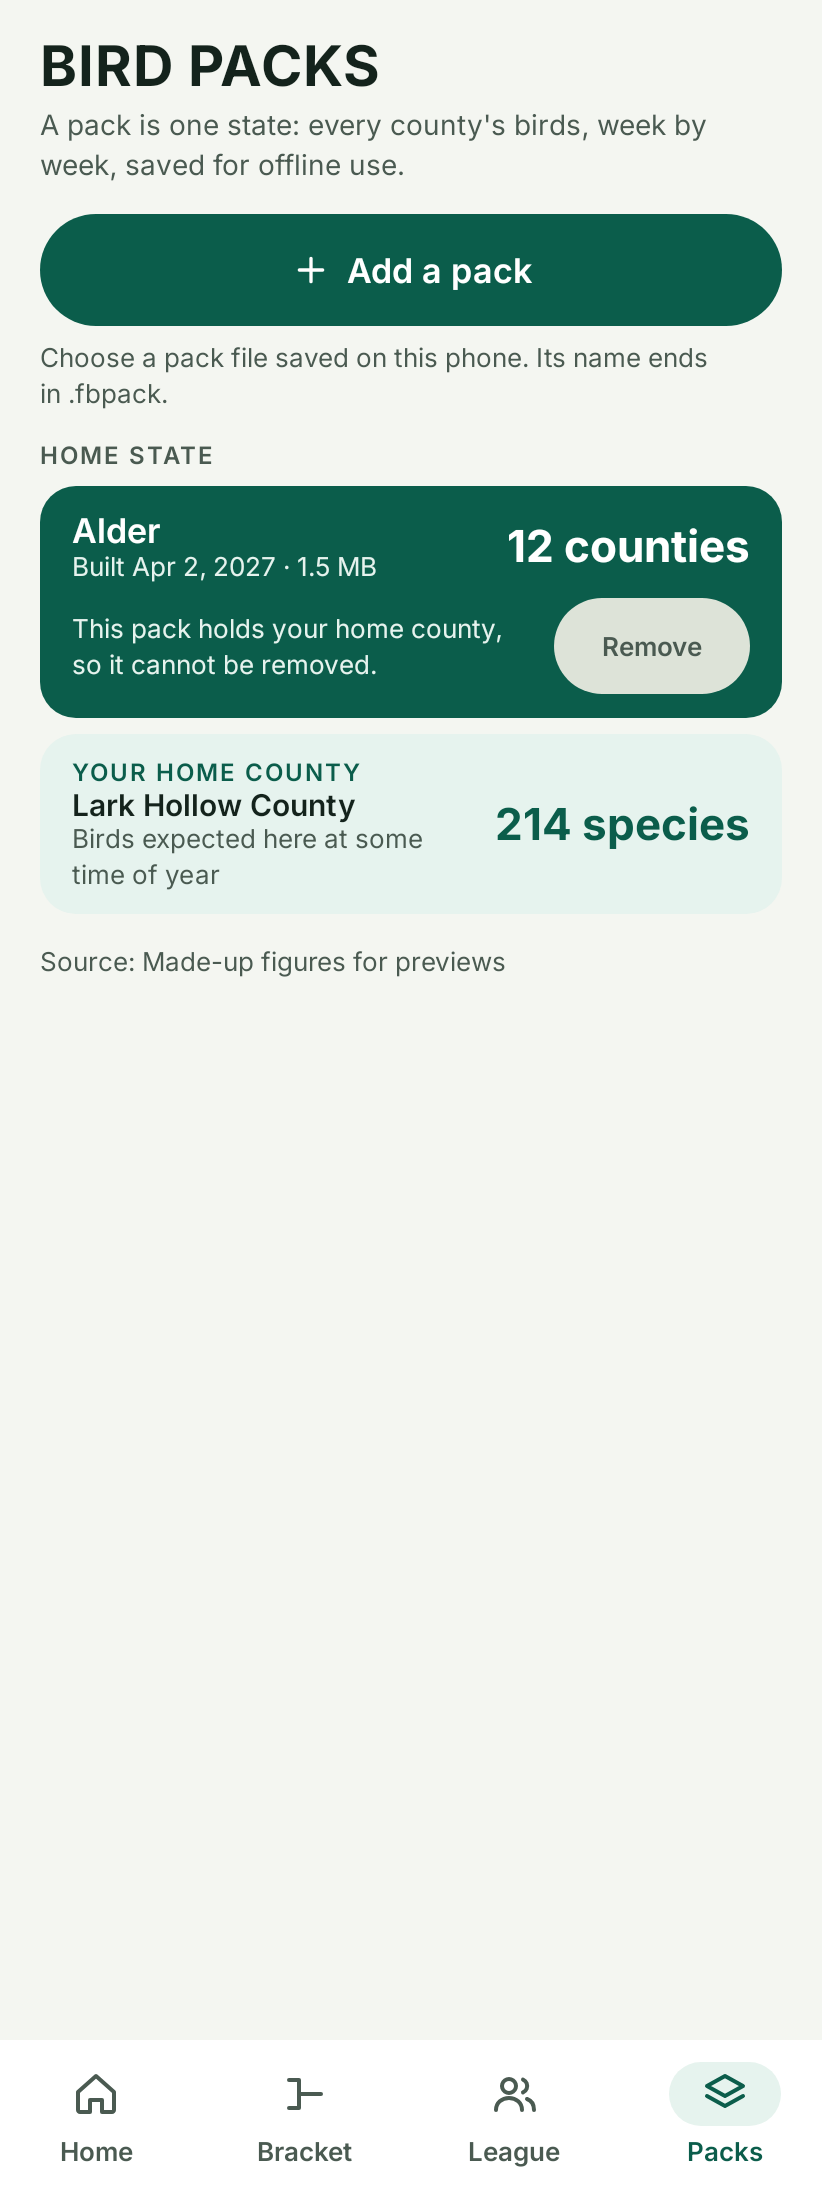 BIRD PACKS
A pack is one state: every county's birds, week by
week, saved for offline use.
Add a pack
Choose a pack file saved on this phone. Its name ends
in .fbpack.
HOME STATE
Alder
Built Apr 2, 2027 · 1.5 MB
12 counties
This pack holds your home county,
so it cannot be removed.
Remove
YOUR HOME COUNTY
Lark Hollow County
Birds expected here at some
time of year
214 species
Source: Made-up figures for previews
Home
Bracket
League
Packs